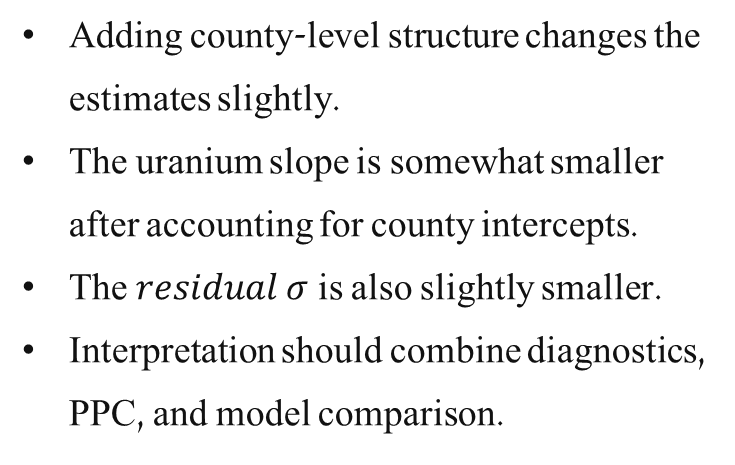 • Adding county-level structure changes the
estimates slightly.
• The uranium slope is somewhat smaller
after accounting for county intercepts.
• The residual σ is also slightly smaller.
• Interpretation should combine diagnostics,
PPC, and model comparison.